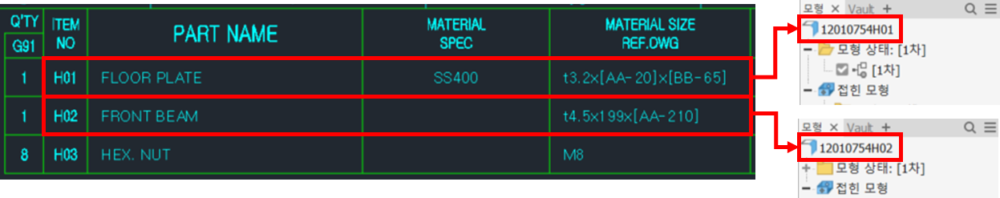 Q'TY
G91
ITEM
NO
PART NAME
MATERIAL
SPEC
MATERIAL SIZE
REF.DWG
1 H01 FLOOR PLATE SS400 t3.2x[AA-20]x[BB-65]
1 H02 FRONT BEAM t4.5x199x[AA-210]
8 H03 HEX. NUT M8
모형 × Vault +
12010754H01
모형 상태: [1차]
[1차]
접힌 모형
모형 × Vault +
12010754H02
모형 상태: [1차]
접힌 모형